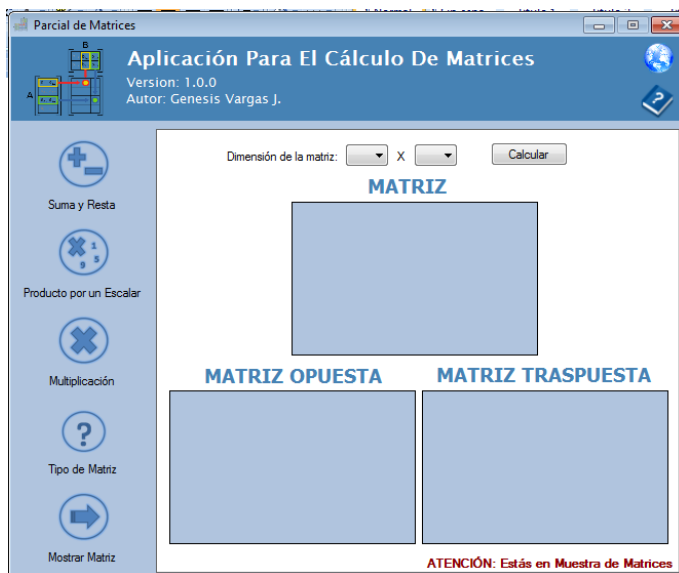 Parcial de Matrices
B
A
Aplicación Para El Cálculo De Matrices
Version: 1.0.0
Autor: Genesis Vargas J.
Suma y Resta
Producto por un Escalar
Multiplicación
Tipo de Matriz
Mostrar Matriz
Dimensión de la matriz: X Calcular
MATRIZ
MATRIZ OPUESTA
MATRIZ TRASPUESTA
ATENCIÓN: Estás en Muestra de Matrices